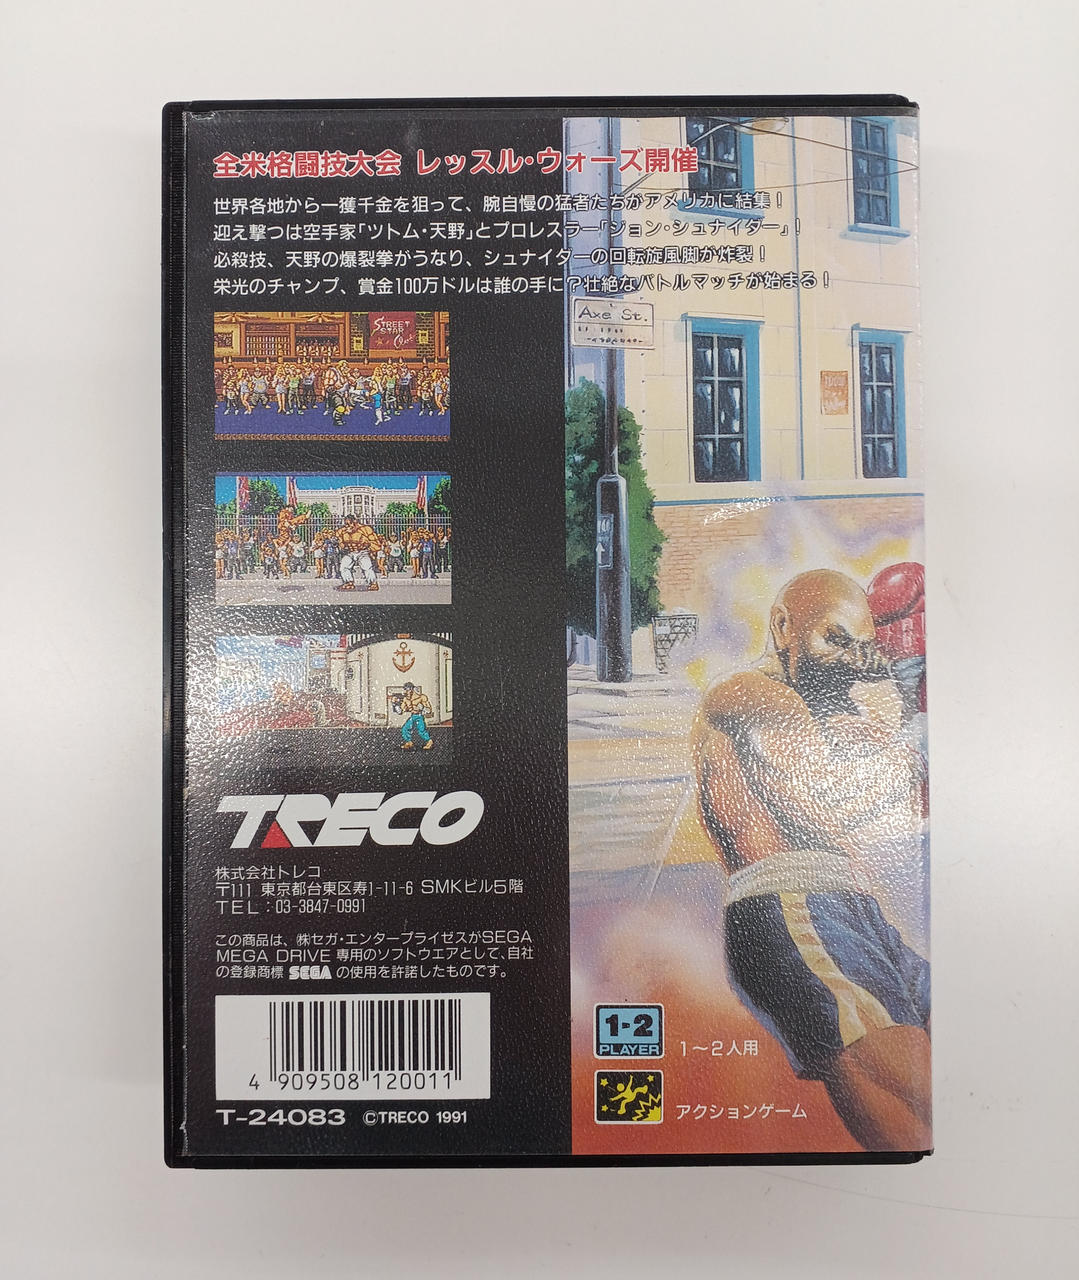 全米格闘技大会 レッスル・ウォーズ開催
世界各地から一獲千金を狙って、腕自慢の猛者たちがアメリカに結集！
迎え撃つは空手家「ツトム・天野」とプロレスラー「ジョン・シュナイダー」！
必殺技、天野の爆裂拳がうなり、シュナイターの回転旋風脚が炸裂！
栄光のチャンプ、賞金100万ドルは誰の手に？壮絶なバトルマッチが始まる！
Axe St.
STREET
STAR
Club
TRECO
株式会社トレコ
〒111 東京都台東区寿1-11-6 SMKビル5階
TEL：03-3847-0991
この商品は、㈱セガ・エンタープライゼスがSEGA
MEGA DRIVE 専用のソフトウエアとして、自社
の登録商標 SEGA の使用を許諾したものです。
4 909508 120011
T-24083 ©TRECO 1991
1-2
PLAYER
1～2人用
アクションゲーム